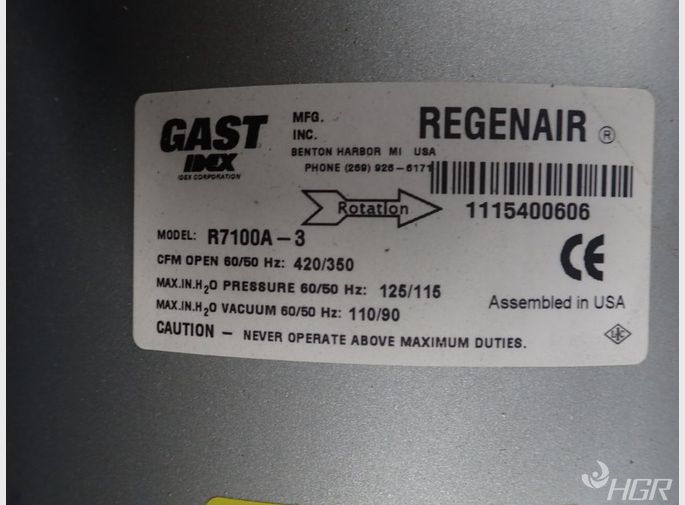 GAST
IDEX
IDEX CORPORATION
MFG.
INC.
BENTON HARBOR MI USA
PHONE (269) 926-6171
REGENAIR ®
Rotation
1115400606
MODEL: R7100A-3
CFM OPEN 60/50 Hz: 420/350
MAX.IN.H₂O PRESSURE 60/50 Hz: 125/115
MAX.IN.H₂O VACUUM 60/50 Hz: 110/90
CE
Assembled in USA
CAUTION – NEVER OPERATE ABOVE MAXIMUM DUTIES.
HGR